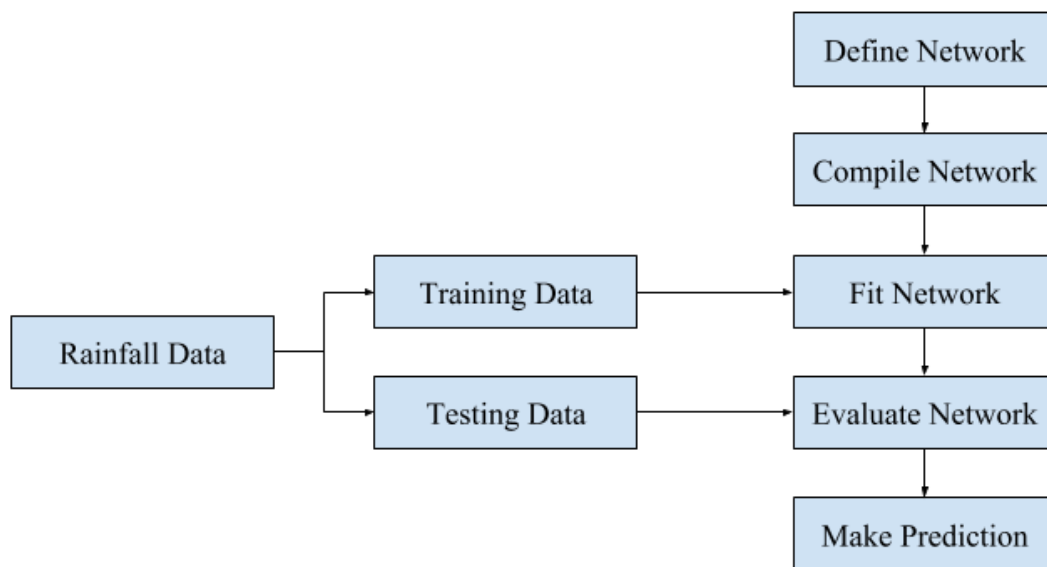 Define Network
Compile Network
Training Data
Fit Network
Rainfall Data
Testing Data
Evaluate Network
Make Prediction